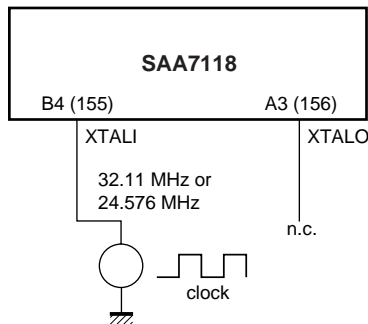 SAA7118
B4 (155) A3 (156)
XTALI XTALO
32.11 MHz or
24.576 MHz
n.c.
clock